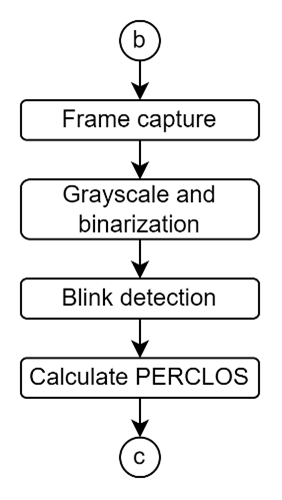 b
Frame capture
Grayscale and
binarization
Blink detection
Calculate PERCLOS
c